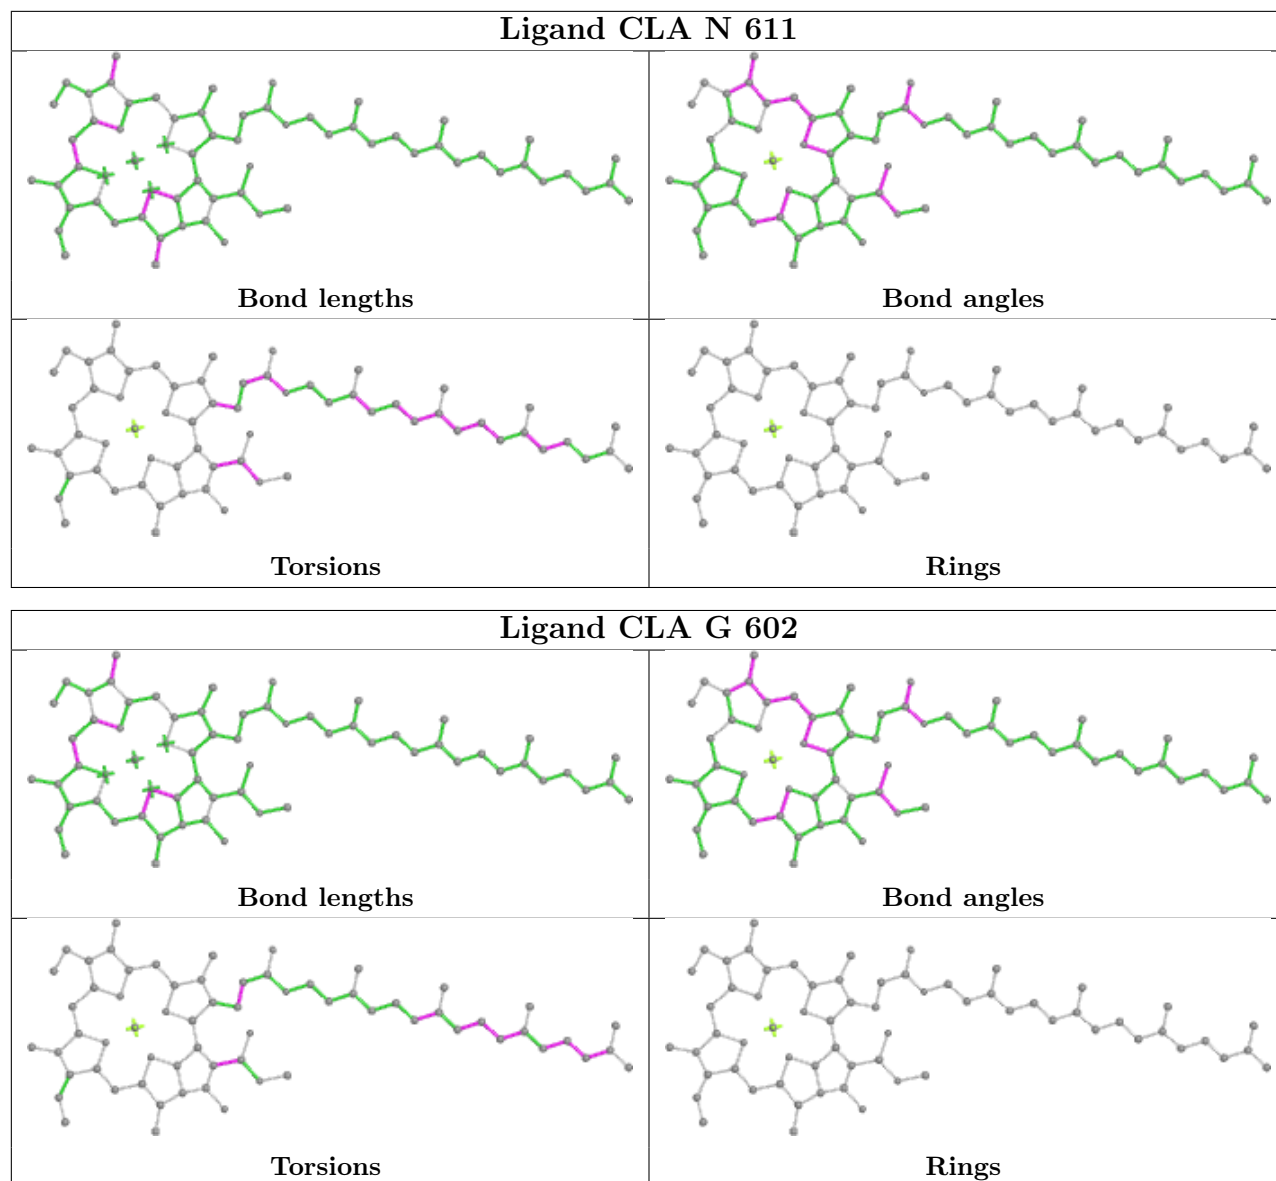 Ligand CLA N 611
Bond lengths
Bond angles
Torsions
Rings
Ligand CLA G 602
Bond lengths
Bond angles
Torsions
Rings